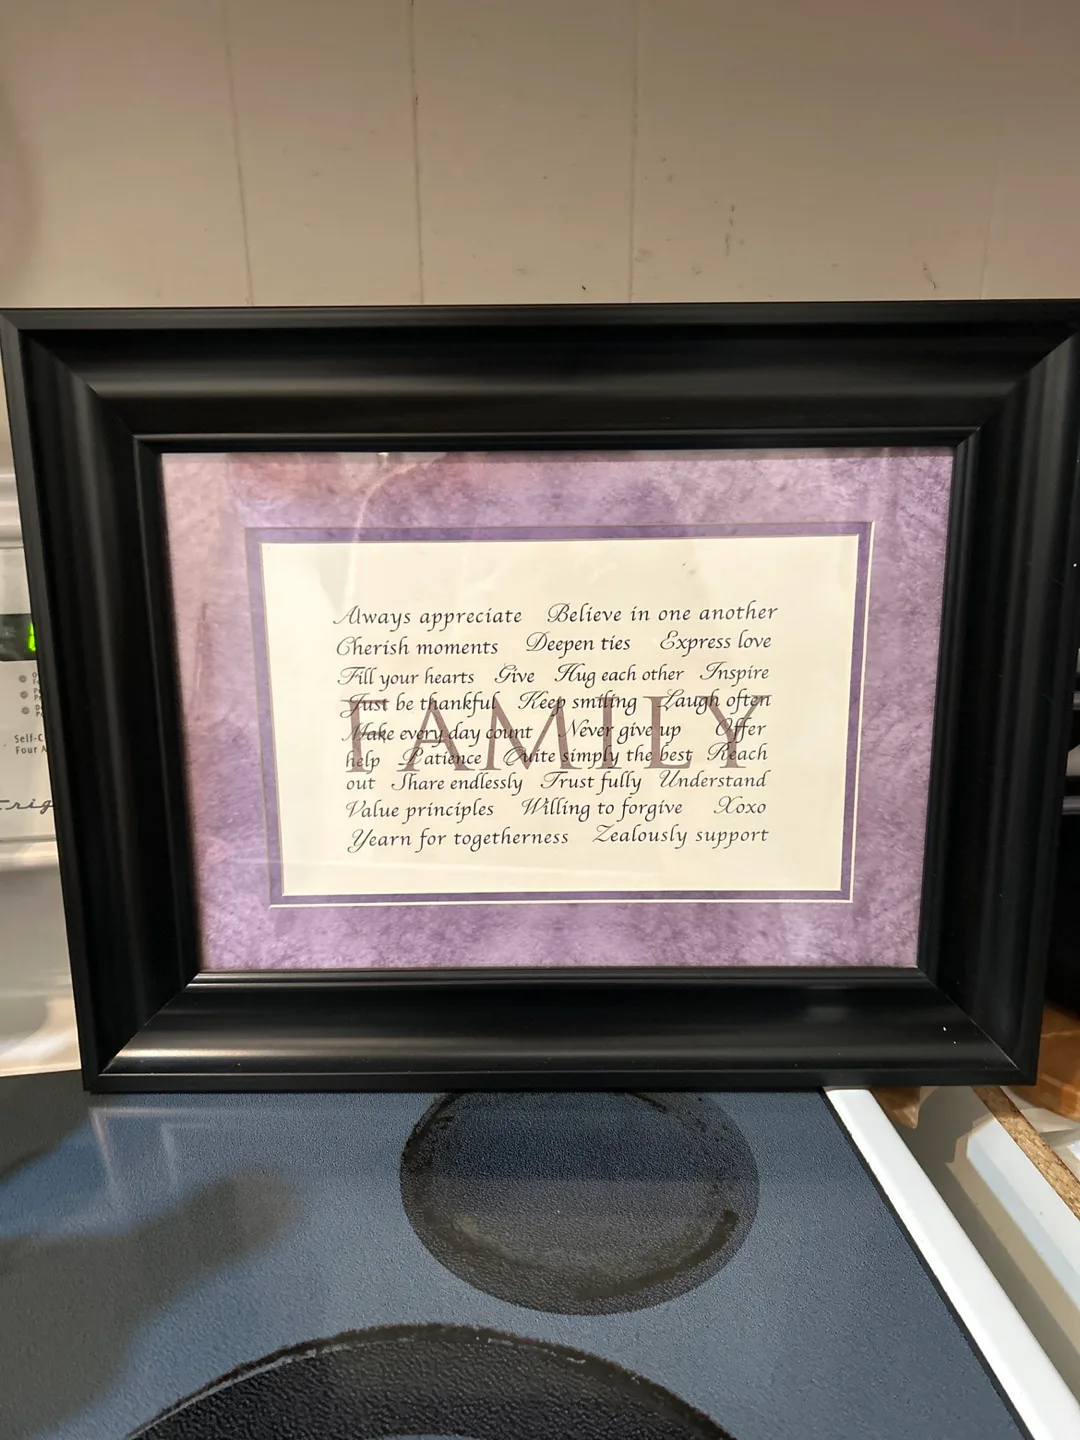 Always appreciate Believe in one another
Cherish moments Deepen ties Express love
Fill your hearts Give Hug each other Inspire
Just be thankful Keep smiling Laugh often
FAMILY
Make every day count Never give up Offer
help Patience Quite simply the best Reach
out Share endlessly Trust fully Understand
Value principles Willing to forgive Xoxo
Yearn for togetherness Zealously support
Self-C
Four A